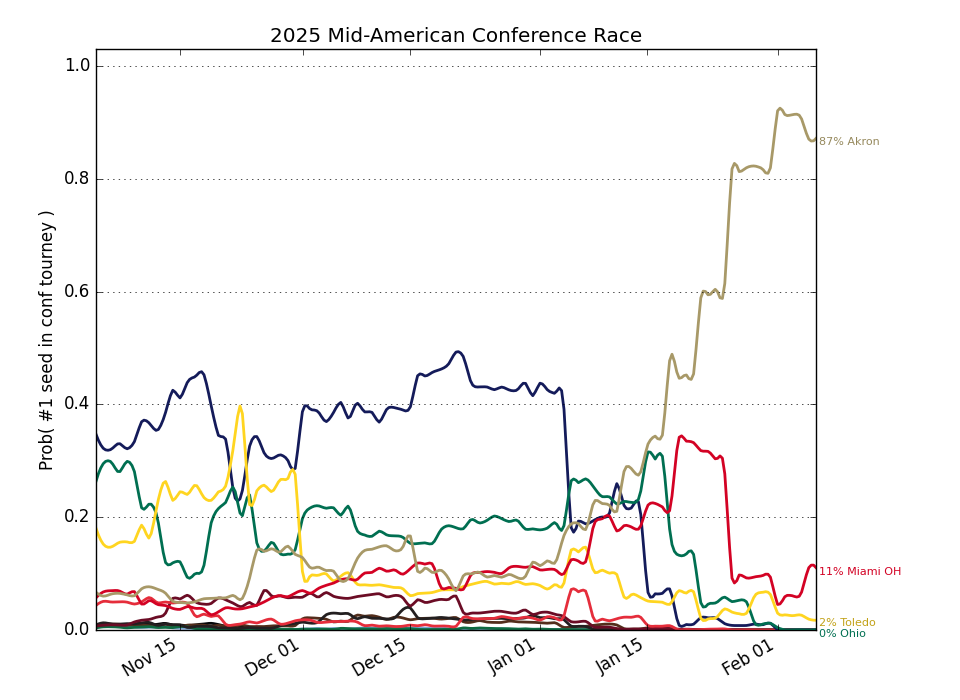 2025 Mid-American Conference Race
Prob( #1 seed in conf tourney )
1.0
0.8
0.6
0.4
0.2
0.0
Nov 15
Dec 01
Dec 15
Jan 01
Jan 15
Feb 01
87% Akron
11% Miami OH
2% Toledo
0% Ohio